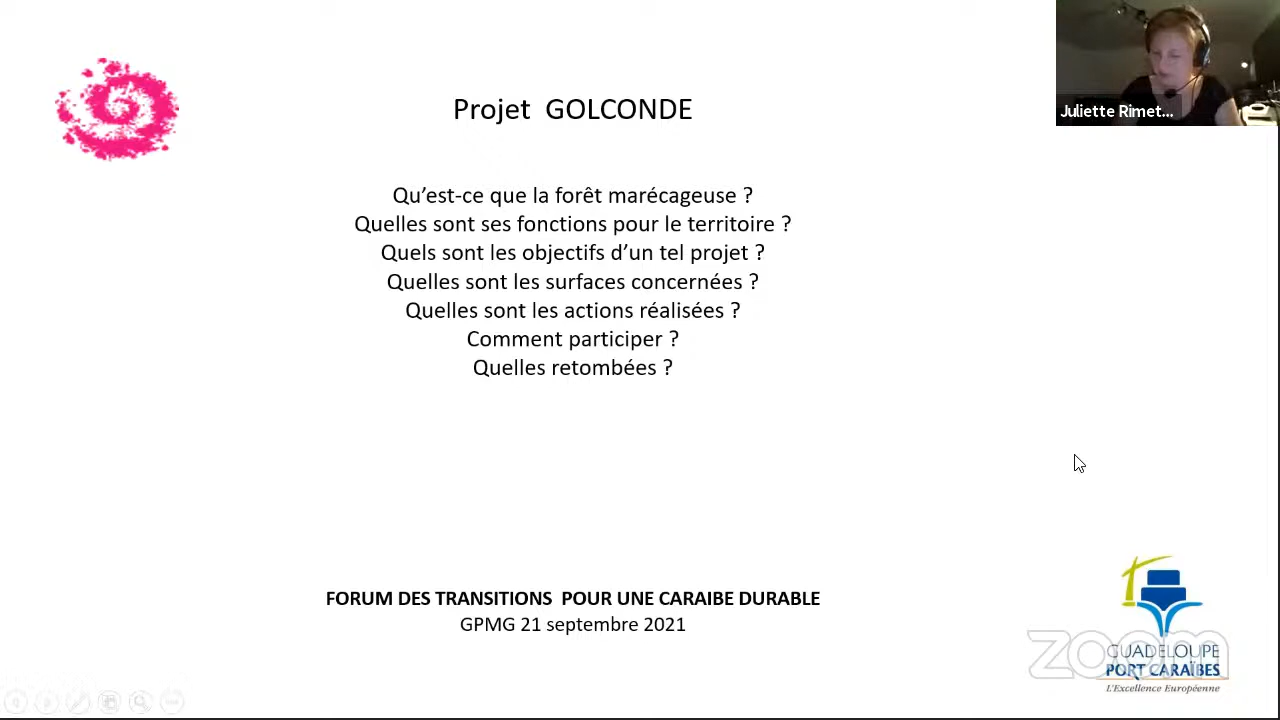 Juliette Rimet...
Projet GOLCONDE
Qu’est-ce que la forêt marécageuse ?
Quelles sont ses fonctions pour le territoire ?
Quels sont les objectifs d’un tel projet ?
Quelles sont les surfaces concernées ?
Quelles sont les actions réalisées ?
Comment participer ?
Quelles retombées ?
FORUM DES TRANSITIONS POUR UNE CARAIBE DURABLE
GPMG 21 septembre 2021
zoom
GUADELOUPE
PORT CARAÏBES
L'Excellence Européenne